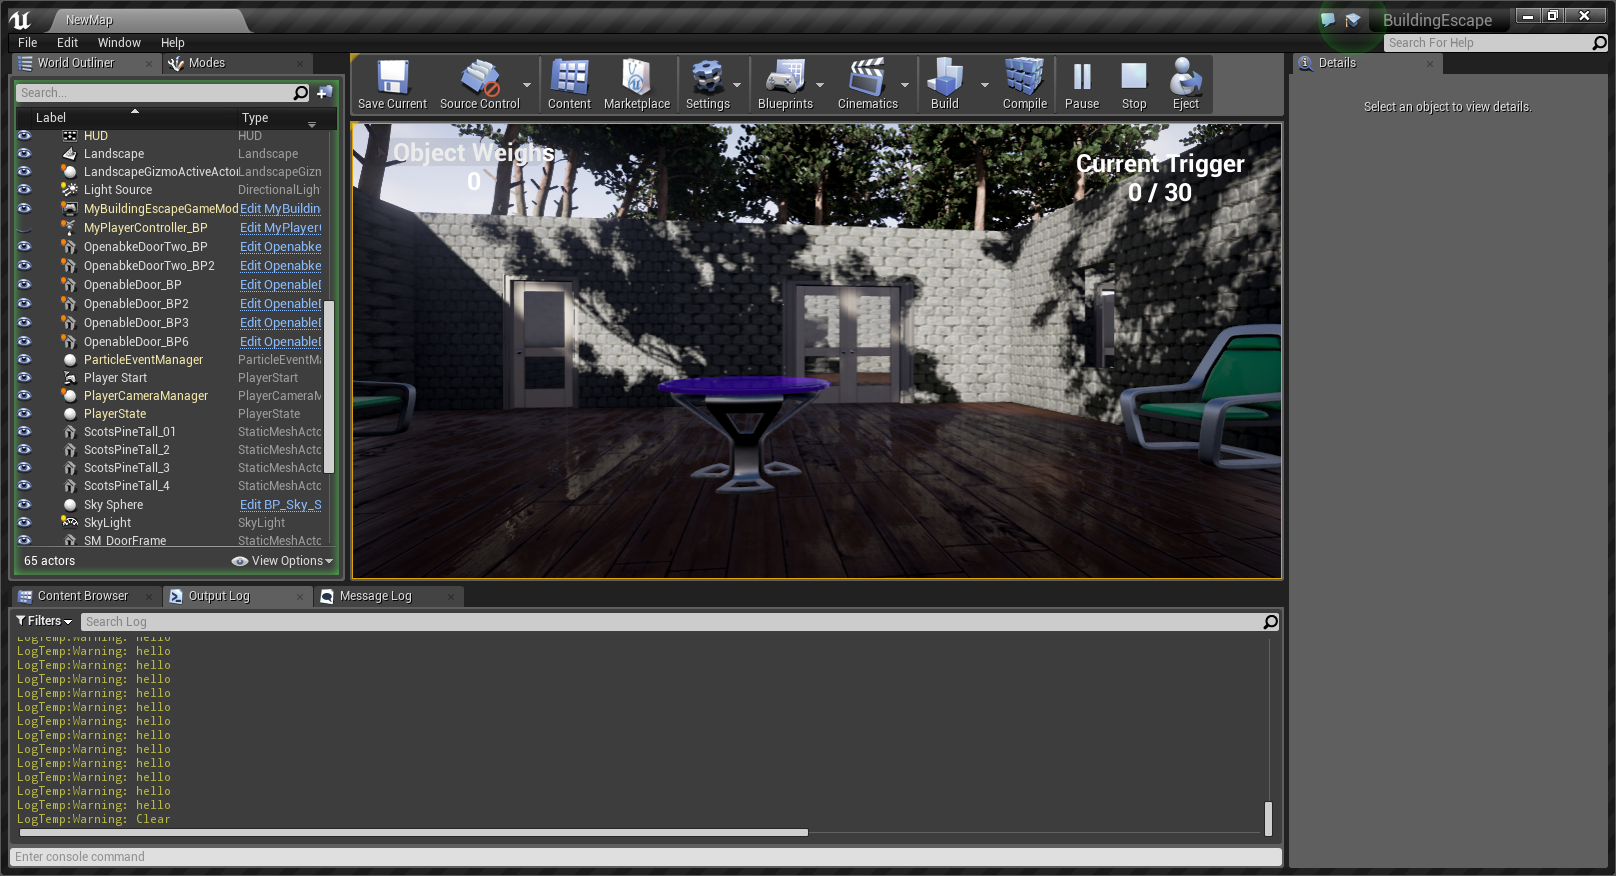 NewMap
BuildingEscape
File Edit Window Help
Search For Help
World Outliner
Modes
Search...
Label Type
HUD HUD
Landscape Landscape
LandscapeGizmoActiveActor LandscapeGizm
Light Source DirectionalLight
MyBuildingEscapeGameMod Edit MyBuilding
MyPlayerController_BP Edit MyPlayer
OpenabkeDoorTwo_BP Edit Openabke
OpenabkeDoorTwo_BP2 Edit Openabke
OpenableDoor_BP Edit Openable
OpenableDoor_BP2 Edit Openable
OpenableDoor_BP3 Edit Openable
OpenableDoor_BP6 Edit Openable
ParticleEventManager ParticleEventMa
Player Start PlayerStart
PlayerCameraManager PlayerCameraM
PlayerState PlayerState
ScotsPineTall_01 StaticMeshActo
ScotsPineTall_2 StaticMeshActo
ScotsPineTall_3 StaticMeshActo
ScotsPineTall_4 StaticMeshActo
Sky Sphere Edit BP_Sky_S
SkyLight SkyLight
SM_DoorFrame StaticMeshActo
65 actors
View Options
Save Current
Source Control
Content
Marketplace
Settings
Blueprints
Cinematics
Build
Compile
Pause
Stop
Eject
Object Weighs
0
Current Trigger
0 / 30
Details
Select an object to view details.
Content Browser
Output Log
Message Log
Filters
Search Log
LogTemp:Warning: hello
LogTemp:Warning: hello
LogTemp:Warning: hello
LogTemp:Warning: hello
LogTemp:Warning: hello
LogTemp:Warning: hello
LogTemp:Warning: hello
LogTemp:Warning: hello
LogTemp:Warning: hello
LogTemp:Warning: hello
LogTemp:Warning: hello
LogTemp:Warning: hello
LogTemp:Warning: hello
LogTemp:Warning: Clear
Enter console command